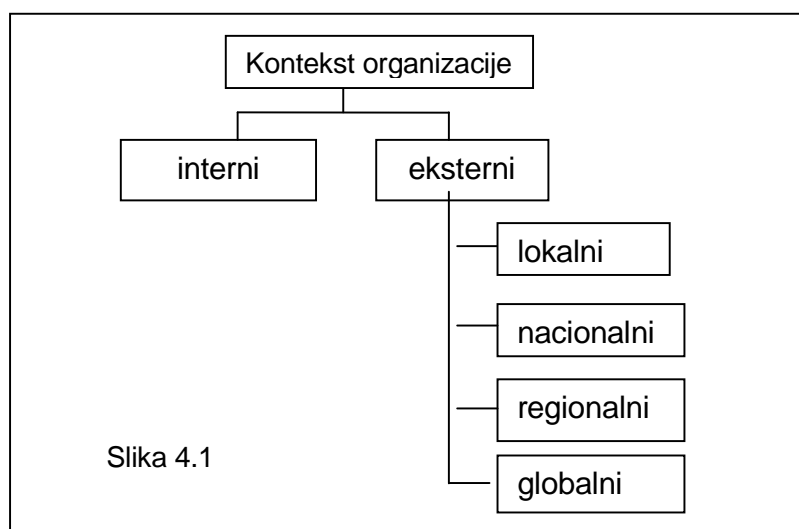 Kontekst organizacije
interni
eksterni
lokalni
nacionalni
regionalni
globalni
Slika 4.1